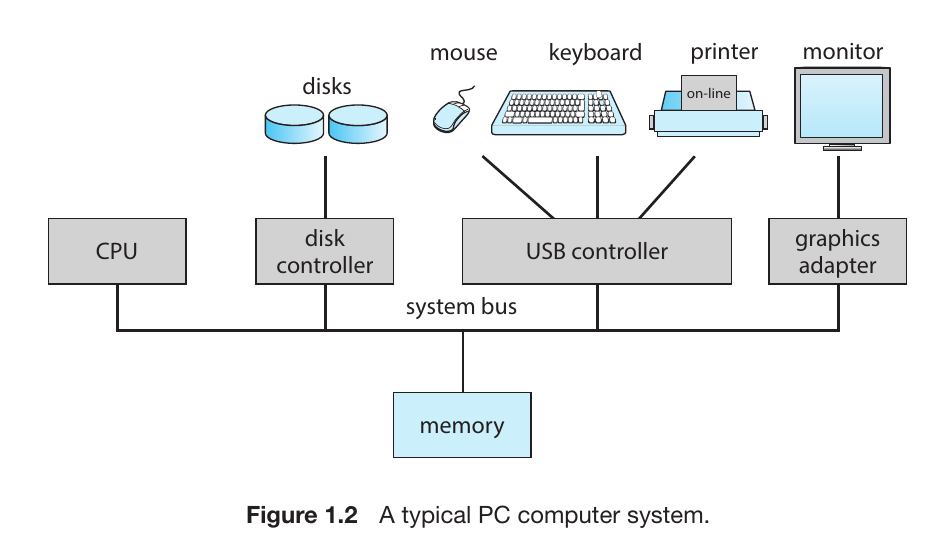 mouse
keyboard
printer
monitor
disks
on-line
CPU
disk
controller
USB controller
graphics
adapter
system bus
memory
Figure 1.2 A typical PC computer system.